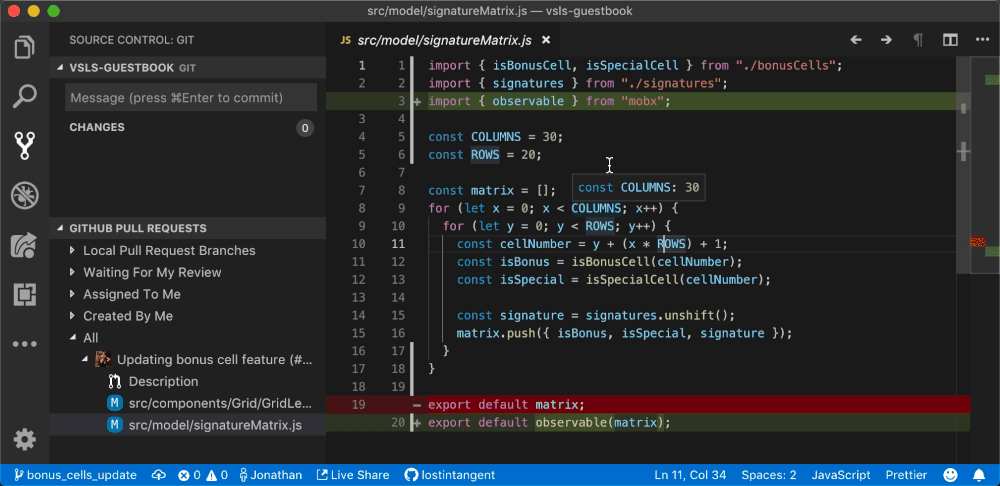 src/model/signatureMatrix.js — vsls-guestbook
SOURCE CONTROL: GIT
VSLS-GUESTBOOK GIT
Message (press ⌘Enter to commit)
CHANGES 0
GITHUB PULL REQUESTS
Local Pull Request Branches
Waiting For My Review
Assigned To Me
Created By Me
All
Updating bonus cell feature (#...
Description
M src/components/Grid/GridLe...
M src/model/signatureMatrix.js
JS src/model/signatureMatrix.js ×
1 1 import { isBonusCell, isSpecialCell } from "./bonusCells";
2 2 import { signatures } from "./signatures";
3 + import { observable } from "mobx";
3 4
4 5 const COLUMNS = 30;
5 6 const ROWS = 20;
6 7
7 8 const matrix = [];
const COLUMNS: 30
8 9 for (let x = 0; x < COLUMNS; x++) {
9 10 for (let y = 0; y < ROWS; y++) {
10 11 const cellNumber = y + (x * ROWS) + 1;
11 12 const isBonus = isBonusCell(cellNumber);
12 13 const isSpecial = isSpecialCell(cellNumber);
13 14
14 15 const signature = signatures.unshift();
15 16 matrix.push({ isBonus, isSpecial, signature });
16 17 }
17 18 }
18 19
19 - export default matrix;
20 + export default observable(matrix);
bonus_cells_update 0 0 Jonathan Live Share lostintangent Ln 11, Col 34 Spaces: 2 JavaScript Prettier